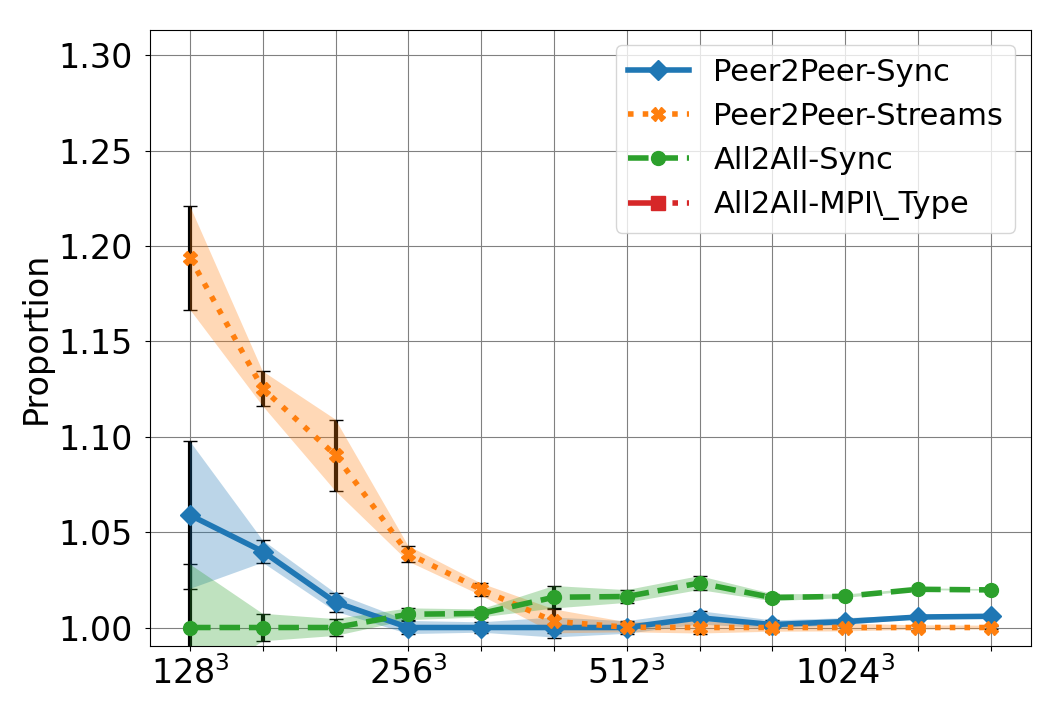 1.30
1.25
1.20
1.15
1.10
1.05
1.00
Proportion
Peer2Peer-Sync
Peer2Peer-Streams
All2All-Sync
All2All-MPI\_Type
128³
256³
512³
1024³